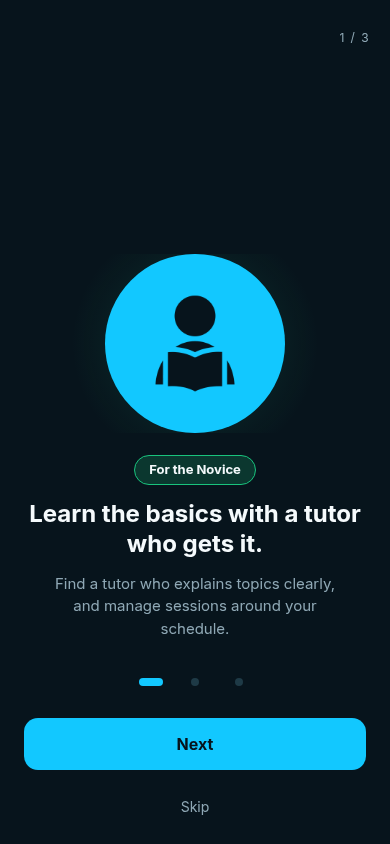 1 / 3
For the Novice
Learn the basics with a tutor
who gets it.
Find a tutor who explains topics clearly,
and manage sessions around your
schedule.
Next
Skip